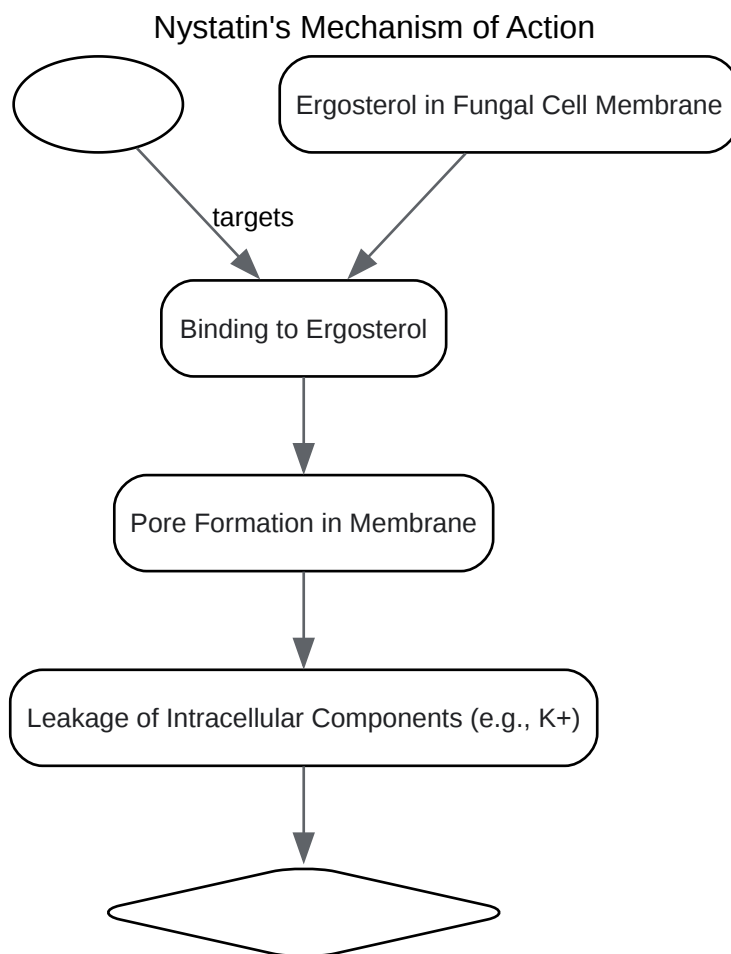 Nystatin's Mechanism of Action
Ergosterol in Fungal Cell Membrane
targets
Binding to Ergosterol
Pore Formation in Membrane
Leakage of Intracellular Components (e.g., K+)